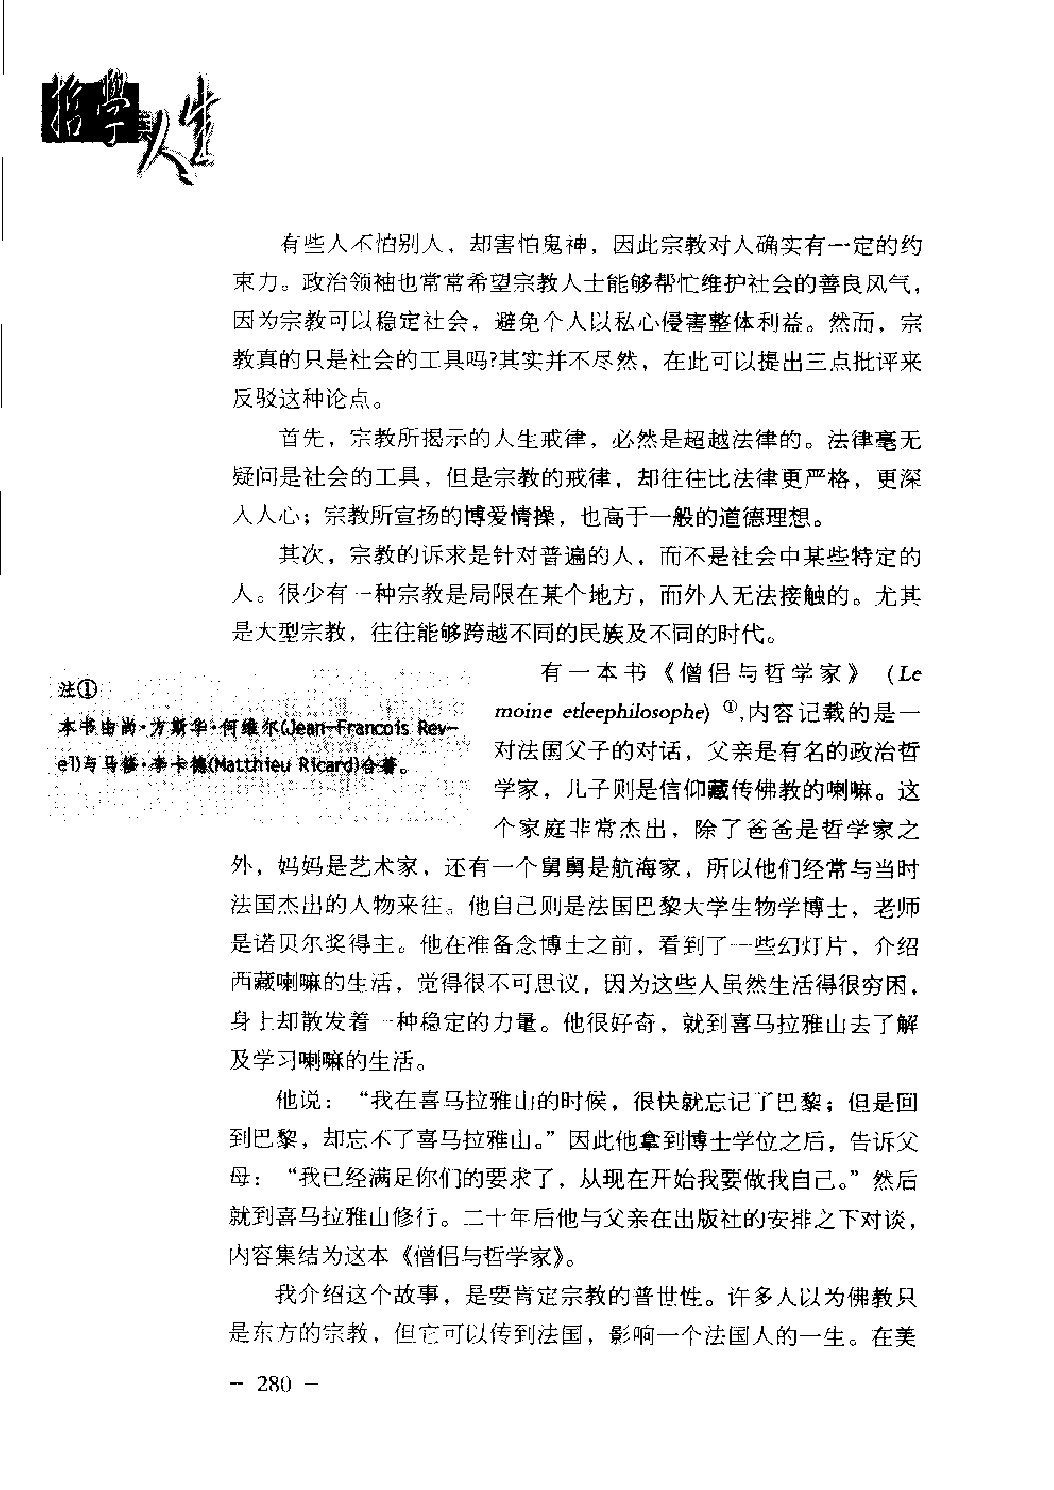 哲學与人生
有些人不怕别人，却害怕鬼神，因此宗教对人确实有一定的约
束力。政治领袖也常常希望宗教人士能够帮忙维护社会的善良风气，
因为宗教可以稳定社会，避免个人以私心侵害整体利益。然而，宗
教真的只是社会的工具吗?其实并不尽然，在此可以提出三点批评来
反驳这种论点。
首先，宗教所揭示的人生戒律，必然是超越法律的。法律毫无
疑问是社会的工具，但是宗教的戒律，却往往比法律更严格，更深
入人心；宗教所宣扬的博爱情操，也高于一般的道德理想。
其次，宗教的诉求是针对普遍的人，而不是社会中某些特定的
人。很少有一种宗教是局限在某个地方，而外人无法接触的。尤其
是大型宗教，往往能够跨越不同的民族及不同的时代。
有一本书《僧侣与哲学家》（Le
moine etleephilosophe)①,内容记载的是一
对法国父子的对话，父亲是有名的政治哲
学家，儿子则是信仰藏传佛教的喇嘛。这
个家庭非常杰出，除了爸爸是哲学家之
外，妈妈是艺术家，还有一个舅舅是航海家，所以他们经常与当时
法国杰出的人物来往。他自己则是法国巴黎大学生物学博士，老师
是诺贝尔奖得主。他在准备念博士之前，看到了一些幻灯片，介绍
西藏喇嘛的生活，觉得很不可思议，因为这些人虽然生活得很穷困，
身上却散发着一种稳定的力量。他很好奇，就到喜马拉雅山去了解
及学习喇嘛的生活。
他说：“我在喜马拉雅山的时候，很快就忘记了巴黎；但是回
到巴黎，却忘不了喜马拉雅山。”因此他拿到博士学位之后，告诉父
母：“我已经满足你们的要求了，从现在开始我要做我自己。”然后
就到喜马拉雅山修行。二十年后他与父亲在出版社的安排之下对谈，
内容集结为这本《僧侣与哲学家》。
我介绍这个故事，是要肯定宗教的普世性。许多人以为佛教只
是东方的宗教，但它可以传到法国，影响一个法国人的一生。在美
注①
本书由尚·方斯华·何维尔(Jean-Francois Rev-
el)与马修·李卡德(Matthieu Ricard)合著。
- 280 -